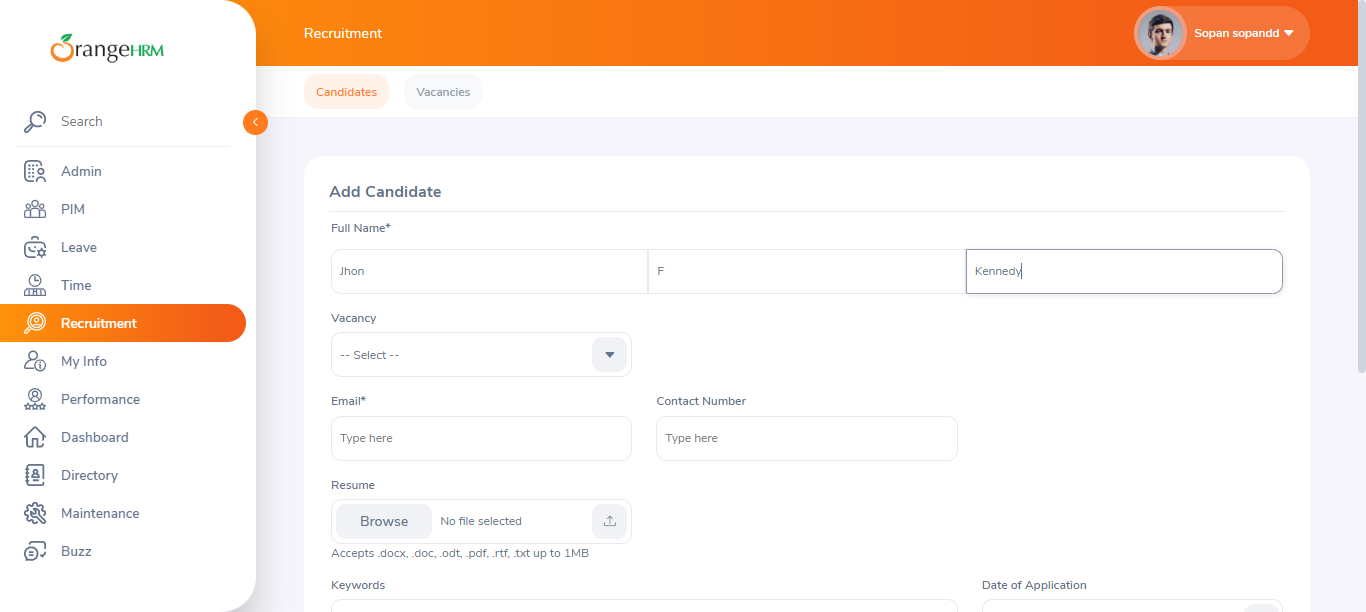 OrangeHRM
Search
Admin
PIM
Leave
Time
Recruitment
My Info
Performance
Dashboard
Directory
Maintenance
Buzz
Recruitment
Sopan sopandd
Candidates
Vacancies
Add Candidate
Full Name*
Jhon F Kennedy
Vacancy
-- Select --
Email* Contact Number
Type here Type here
Resume
Browse No file selected
Accepts .docx, .doc, .odt, .pdf, .rtf, .txt up to 1MB
Keywords Date of Application